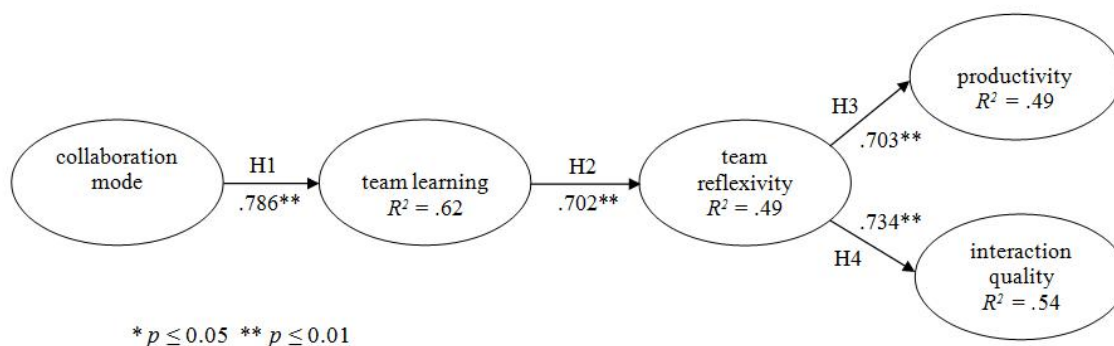 collaboration
mode
H1
.786**
team learning
R² = .62
H2
.702**
team
reflexivity
R² = .49
H3
.703**
productivity
R² = .49
.734**
H4
interaction
quality
R² = .54
* p ≤ 0.05 ** p ≤ 0.01